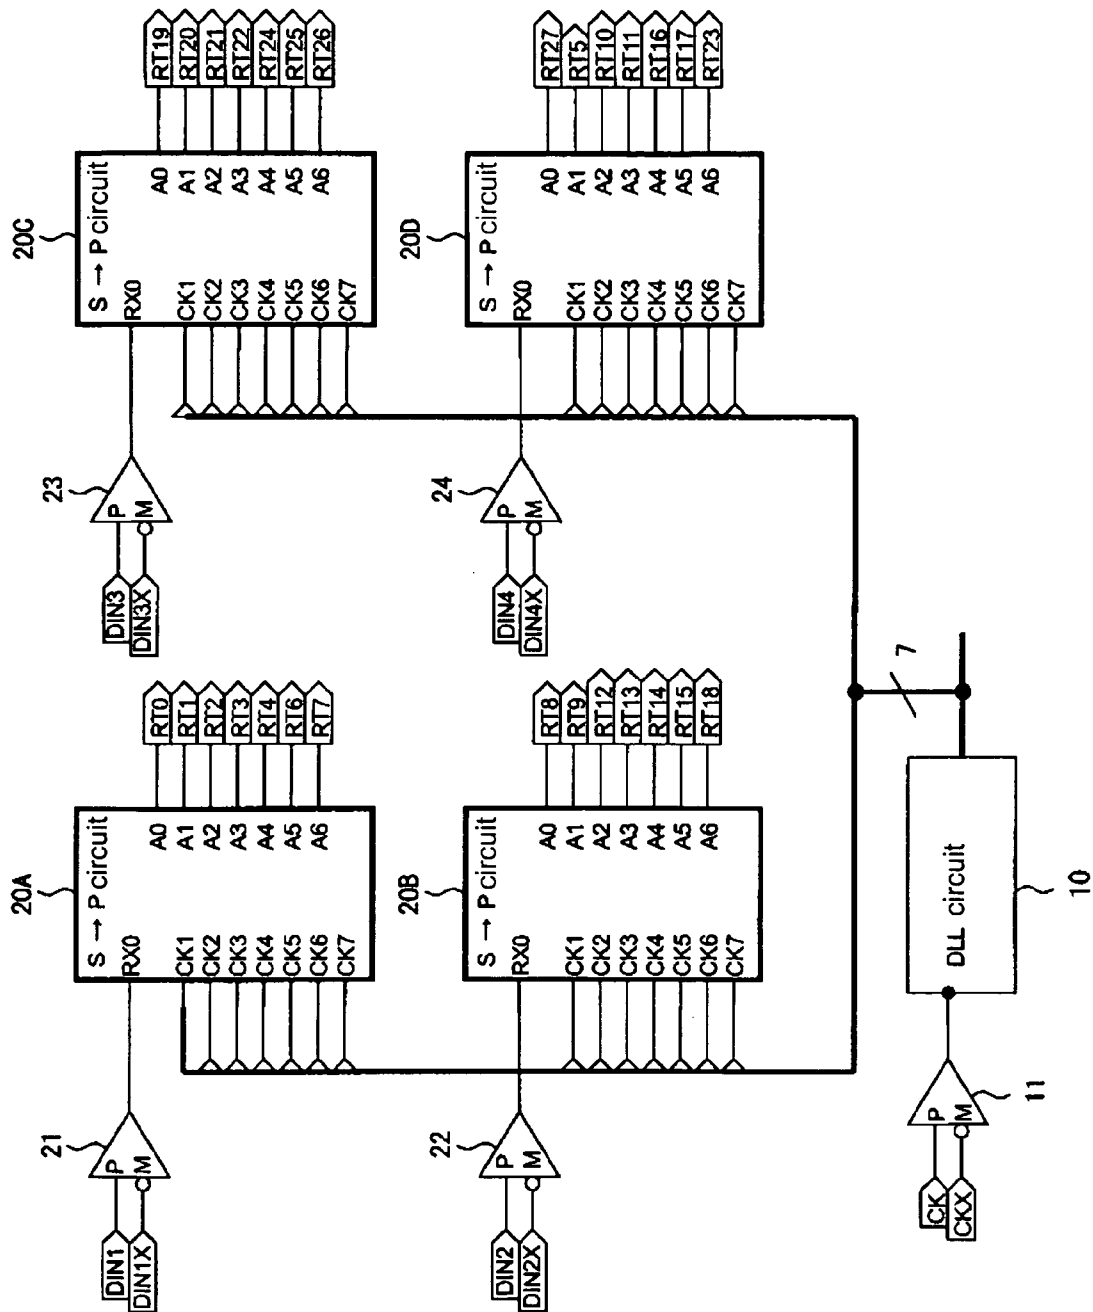 20A
S → P circuit
RX0
CK1
CK2
CK3
CK4
CK5
CK6
CK7
A0
A1
A2
A3
A4
A5
A6
RT0
RT1
RT2
RT3
RT4
RT6
RT7
21
P
M
DIN1
DIN1X
20B
S → P circuit
RX0
CK1
CK2
CK3
CK4
CK5
CK6
CK7
A0
A1
A2
A3
A4
A5
A6
RT8
RT9
RT12
RT13
RT14
RT15
RT18
22
P
M
DIN2
DIN2X
20C
S → P circuit
RX0
CK1
CK2
CK3
CK4
CK5
CK6
CK7
A0
A1
A2
A3
A4
A5
A6
RT19
RT20
RT21
RT22
RT24
RT25
RT26
23
P
M
DIN3
DIN3X
20D
S → P circuit
RX0
CK1
CK2
CK3
CK4
CK5
CK6
CK7
A0
A1
A2
A3
A4
A5
A6
RT27
RT5
RT10
RT11
RT16
RT17
RT23
24
P
M
DIN4
DIN4X
7
DLL circuit
10
11
P
M
CK
CKX